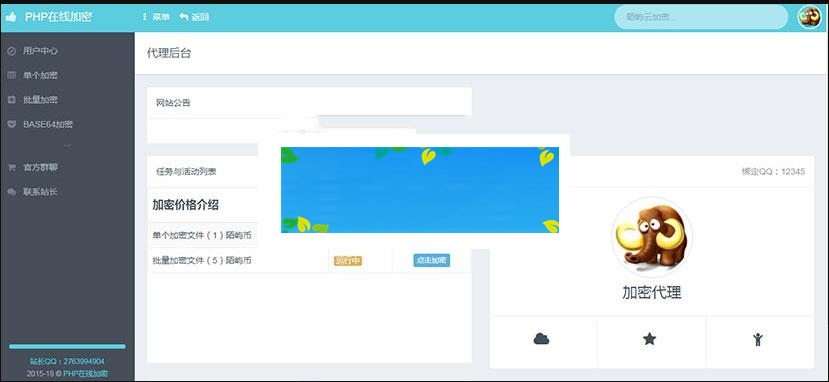 PHP在线加密
菜单 返回
陌屿云加密...
用户中心
单个加密
批量加密
BASE64加密
官方群聊
联系站长
站长QQ：2763994904
2015-18 © PHP在线加密
代理后台
网站公告
任务与活动列表
加密价格介绍
单个加密文件（1）陌屿币
批量加密文件（5）陌屿币 运行中 点击加密
绑定QQ：12345
加密代理